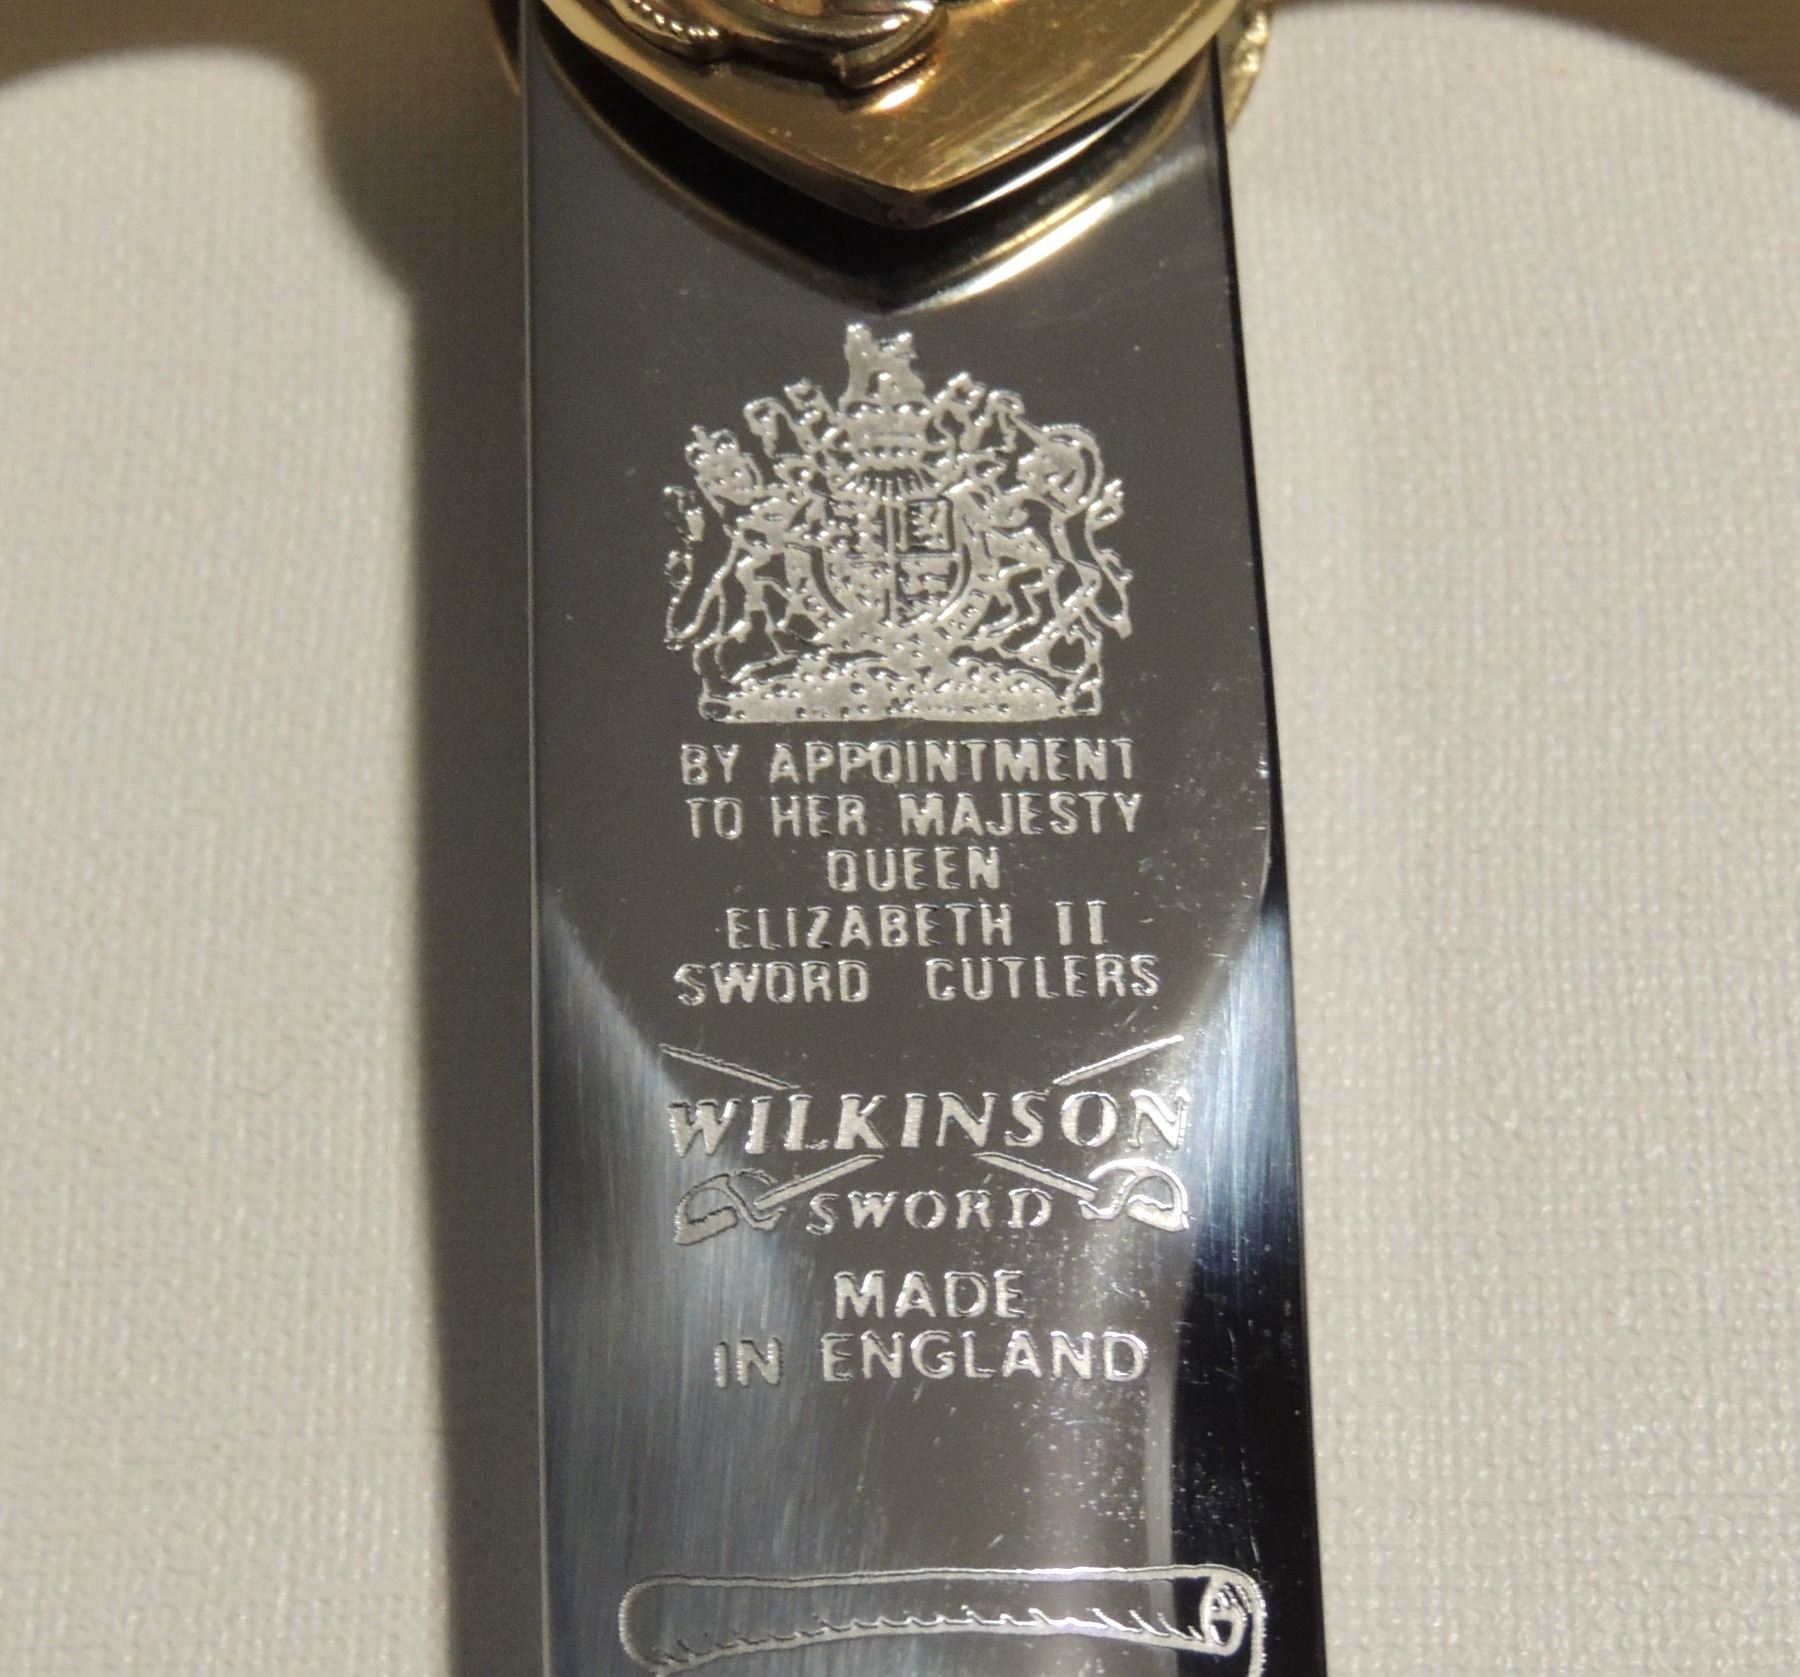 BY APPOINTMENT
TO HER MAJESTY
QUEEN
ELIZABETH II
SWORD CUTLERS
WILKINSON
SWORD
MADE
IN ENGLAND